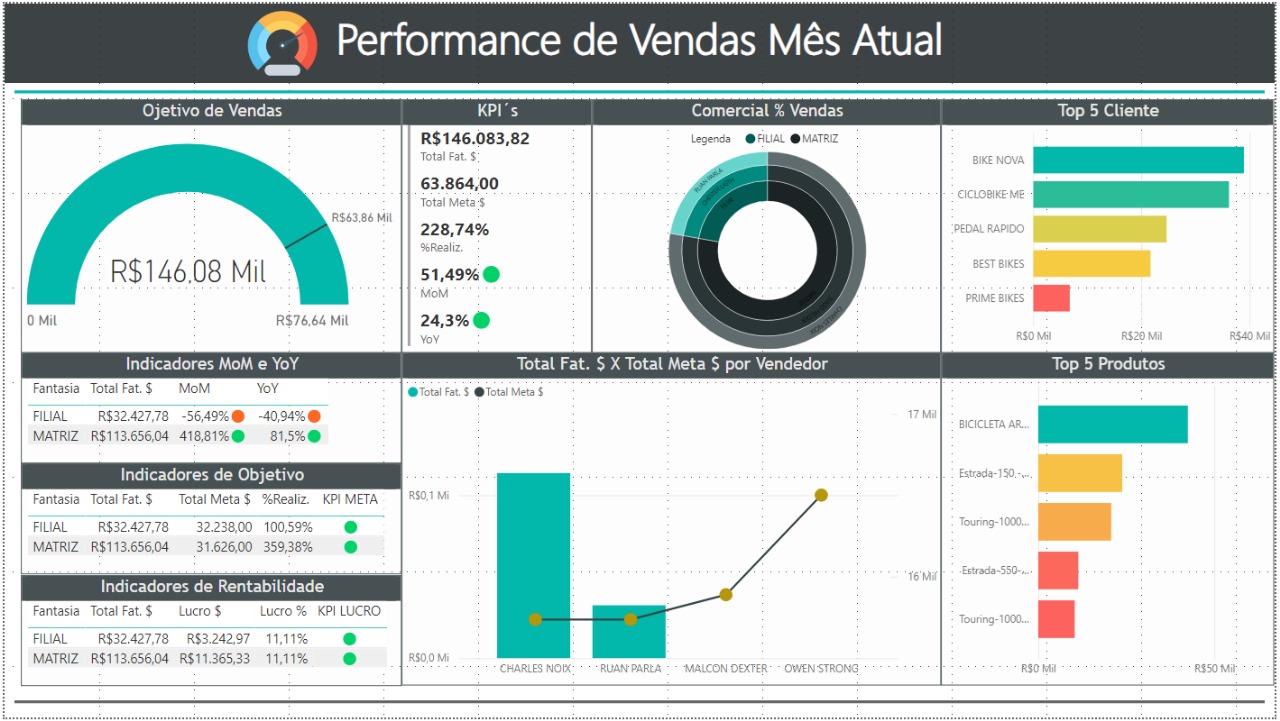 Performance de Vendas Mês Atual
Ojetivo de Vendas
R$63,86 Mil
R$146,08 Mil
0 Mil
R$76,64 Mil
KPI´s
R$146.083,82
Total Fat. $
63.864,00
Total Meta $
228,74%
%Realiz.
51,49%
MoM
24,3%
YoY
Comercial % Vendas
Legenda FILIAL MATRIZ
RUAN PARLA
Top 5 Cliente
BIKE NOVA
CICLOBIKE ME
PEDAL RAPIDO
BEST BIKES
PRIME BIKES
R$0 Mil R$20 Mil R$40 Mil
Indicadores MoM e YoY
Fantasia Total Fat. $ MoM YoY
FILIAL R$32.427,78 -56,49% -40,94%
MATRIZ R$113.656,04 418,81% 81,5%
Indicadores de Objetivo
Fantasia Total Fat. $ Total Meta $ %Realiz. KPI META
FILIAL R$32.427,78 32.238,00 100,59%
MATRIZ R$113.656,04 31.626,00 359,38%
Indicadores de Rentabilidade
Fantasia Total Fat. $ Lucro $ Lucro % KPI LUCRO
FILIAL R$32.427,78 R$3.242,97 11,11%
MATRIZ R$113.656,04 R$11.365,33 11,11%
Total Fat. $ X Total Meta $ por Vendedor
Total Fat. $ Total Meta $
17 Mil
R$0,1 Mi
16 Mil
R$0,0 Mi
CHARLES NOIX RUAN PARLA MALCON DEXTER OWEN STRONG
Top 5 Produtos
BICICLETA AR...
Estrada-150 -...
Touring-1000...
Estrada-550-...
Touring-1000...
R$0 Mil R$50 Mil